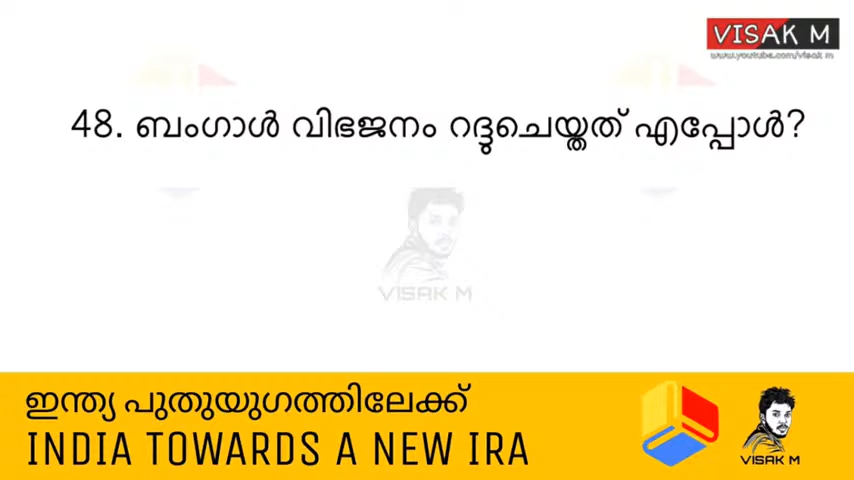 VISAK M
www.youtube.com/visak m
48. ബംഗാൾ വിഭജനം റദ്ദുചെയ്തത് എപ്പോൾ?
VISAK M
ഇന്ത്യ പുതുയുഗത്തിലേക്ക്
INDIA TOWARDS A NEW IRA
VISAK M